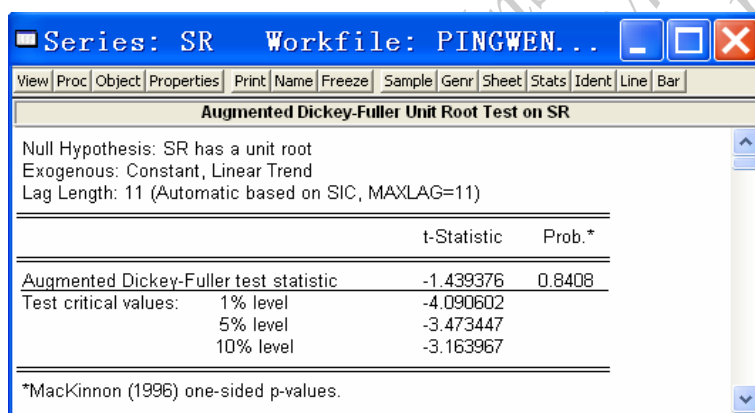 Series: SR Workfile: PINGWEN...
View Proc Object Properties Print Name Freeze Sample Genr Sheet Stats Ident Line Bar
Augmented Dickey-Fuller Unit Root Test on SR
Null Hypothesis: SR has a unit root
Exogenous: Constant, Linear Trend
Lag Length: 11 (Automatic based on SIC, MAXLAG=11)
t-Statistic Prob.*
Augmented Dickey-Fuller test statistic -1.439376 0.8408
Test critical values: 1% level -4.090602
5% level -3.473447
10% level -3.163967
*MacKinnon (1996) one-sided p-values.